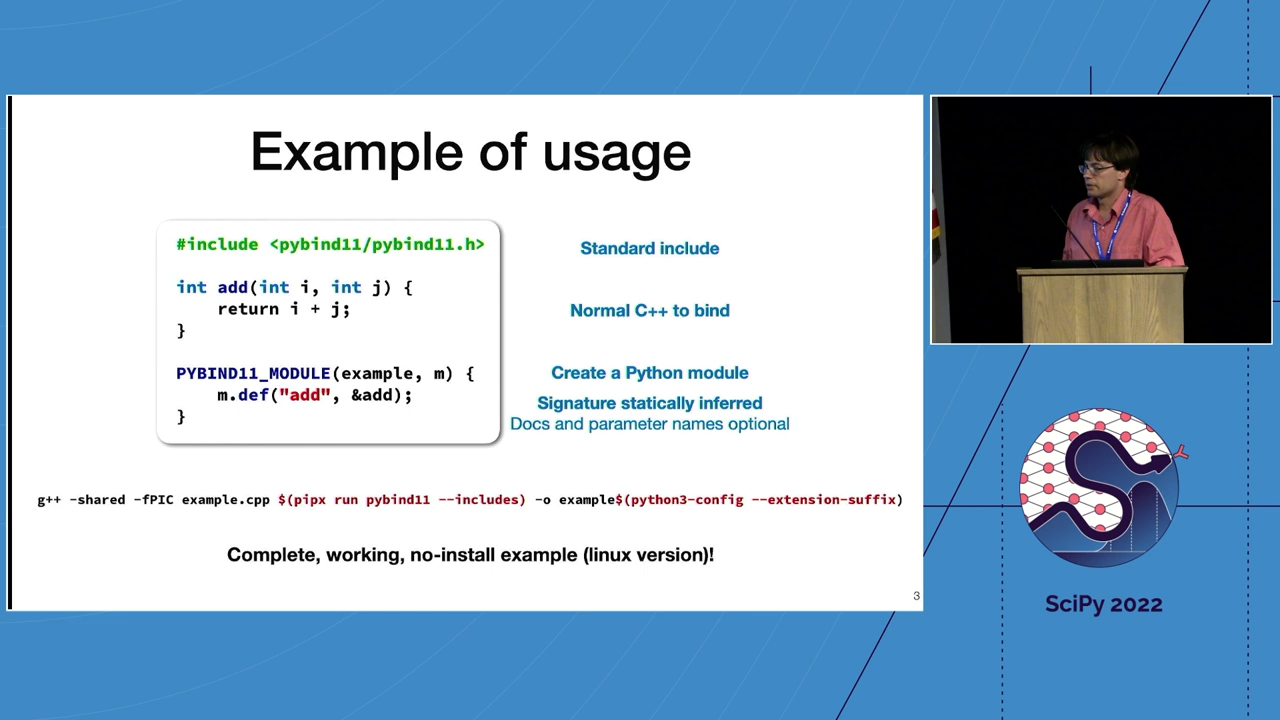 Example of usage
#include <pybind11/pybind11.h>
Standard include
int add(int i, int j) {
return i + j;
}
Normal C++ to bind
PYBIND11_MODULE(example, m) {
m.def("add", &add);
}
Create a Python module
Signature statically inferred
Docs and parameter names optional
g++ -shared -fPIC example.cpp $(pipx run pybind11 --includes) -o example$(python3-config --extension-suffix)
Complete, working, no-install example (linux version)!
3
SciPy 2022